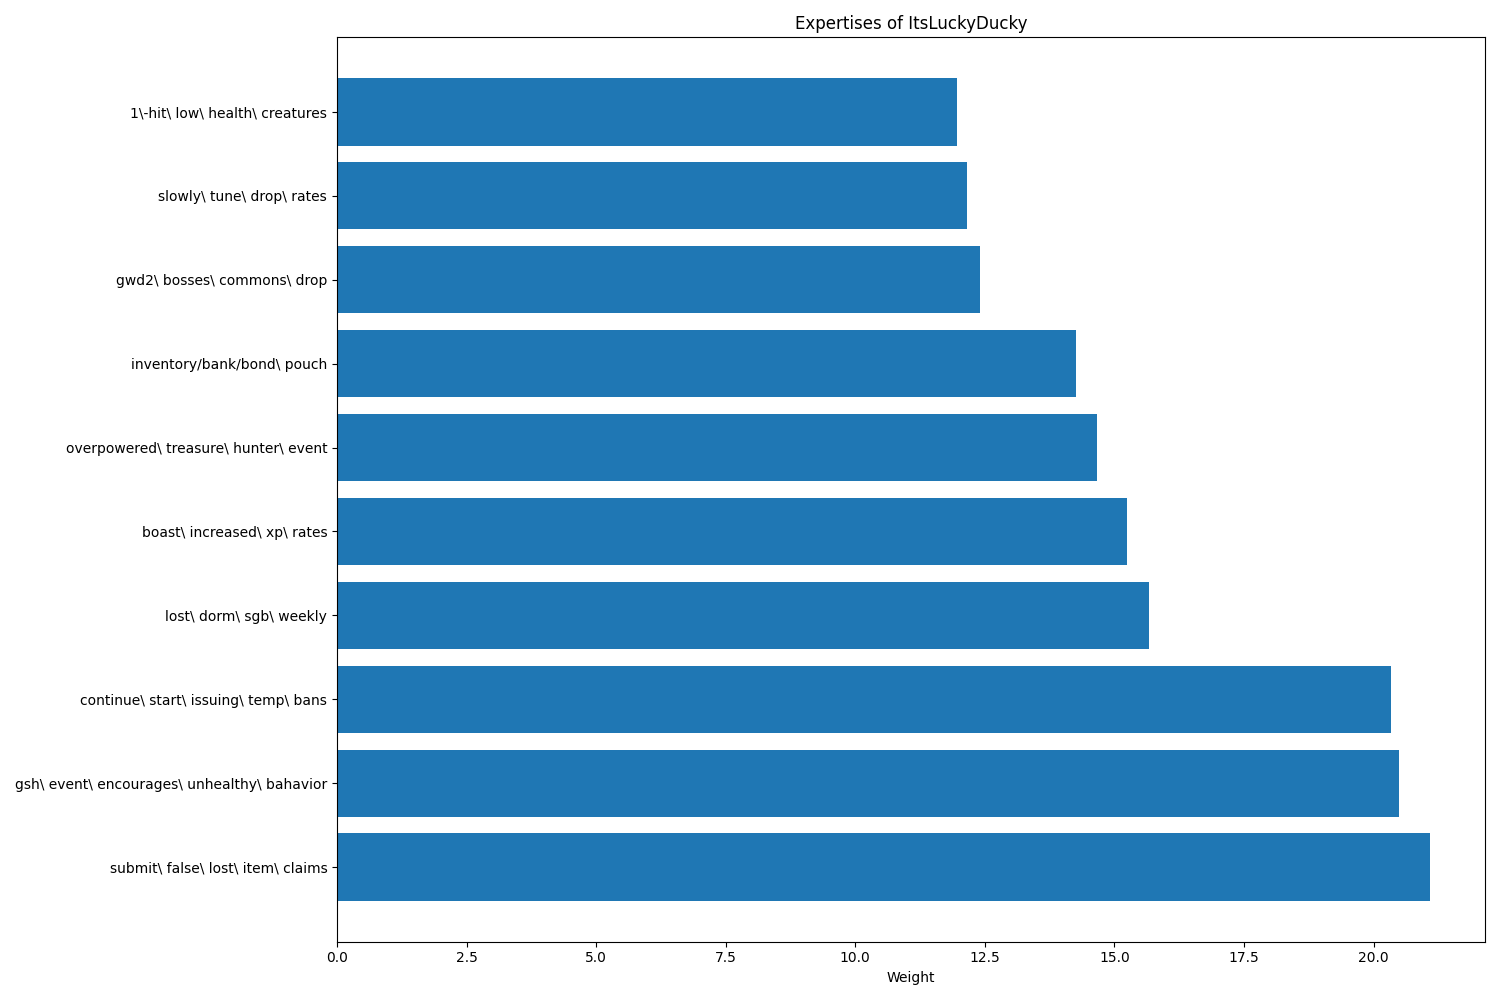 Expertises of ItsLuckyDucky
1\-hit\ low\ health\ creatures
slowly\ tune\ drop\ rates
gwd2\ bosses\ commons\ drop
inventory/bank/bond\ pouch
overpowered\ treasure\ hunter\ event
boast\ increased\ xp\ rates
lost\ dorm\ sgb\ weekly
continue\ start\ issuing\ temp\ bans
gsh\ event\ encourages\ unhealthy\ bahavior
submit\ false\ lost\ item\ claims
0.0 2.5 5.0 7.5 10.0 12.5 15.0 17.5 20.0
Weight